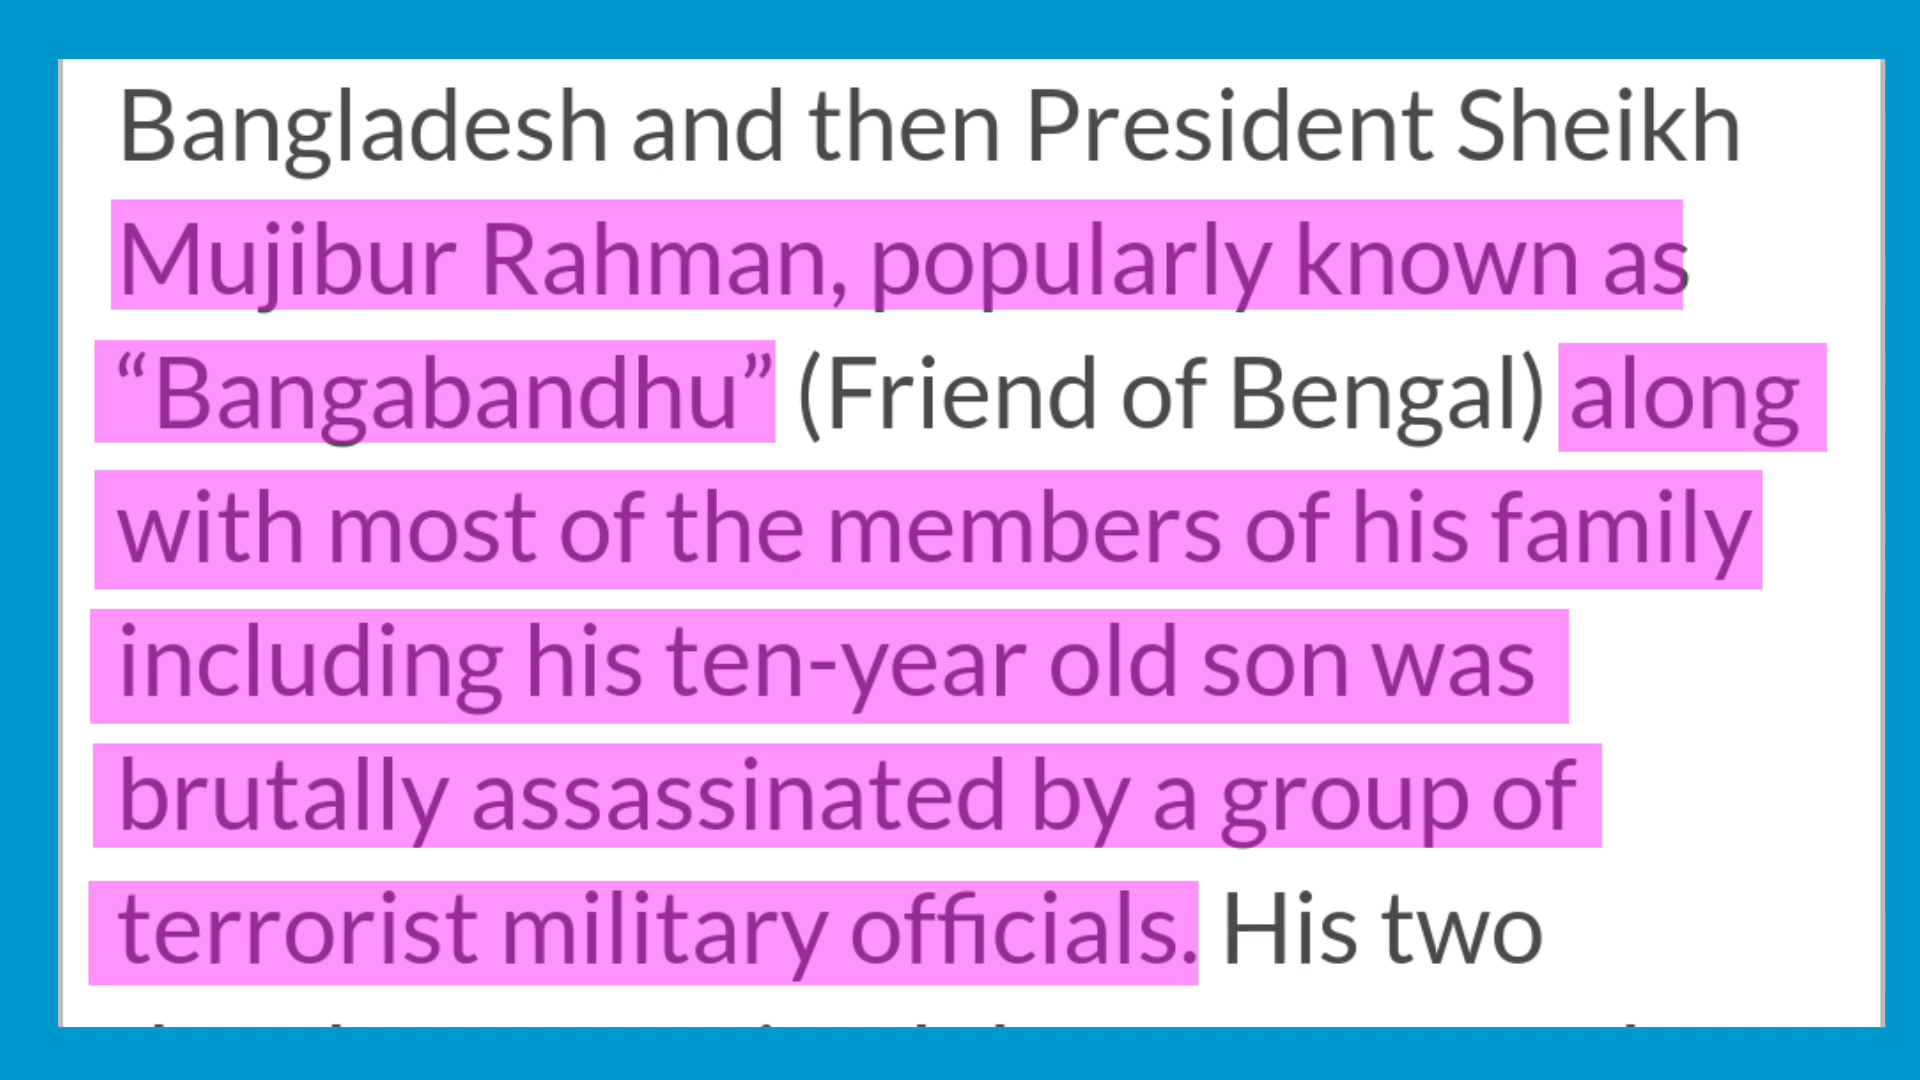 Bangladesh and then President Sheikh
Mujibur Rahman, popularly known as
“Bangabandhu” (Friend of Bengal) along
with most of the members of his family
including his ten-year old son was
brutally assassinated by a group of
terrorist military officials. His two